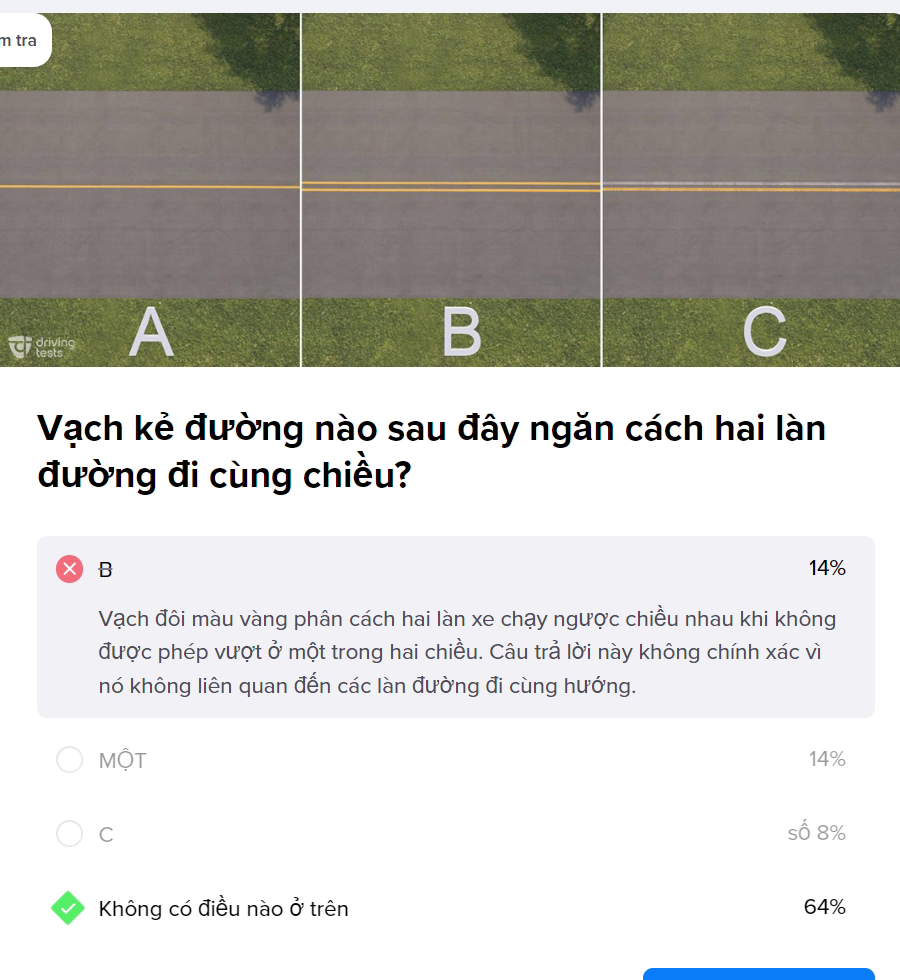 m tra
A
B
C
driving
tests
Vạch kẻ đường nào sau đây ngăn cách hai làn
đường đi cùng chiều?
B
14%
Vạch đôi màu vàng phân cách hai làn xe chạy ngược chiều nhau khi không
được phép vượt ở một trong hai chiều. Câu trả lời này không chính xác vì
nó không liên quan đến các làn đường đi cùng hướng.
MỘT
14%
C
số 8%
Không có điều nào ở trên
64%